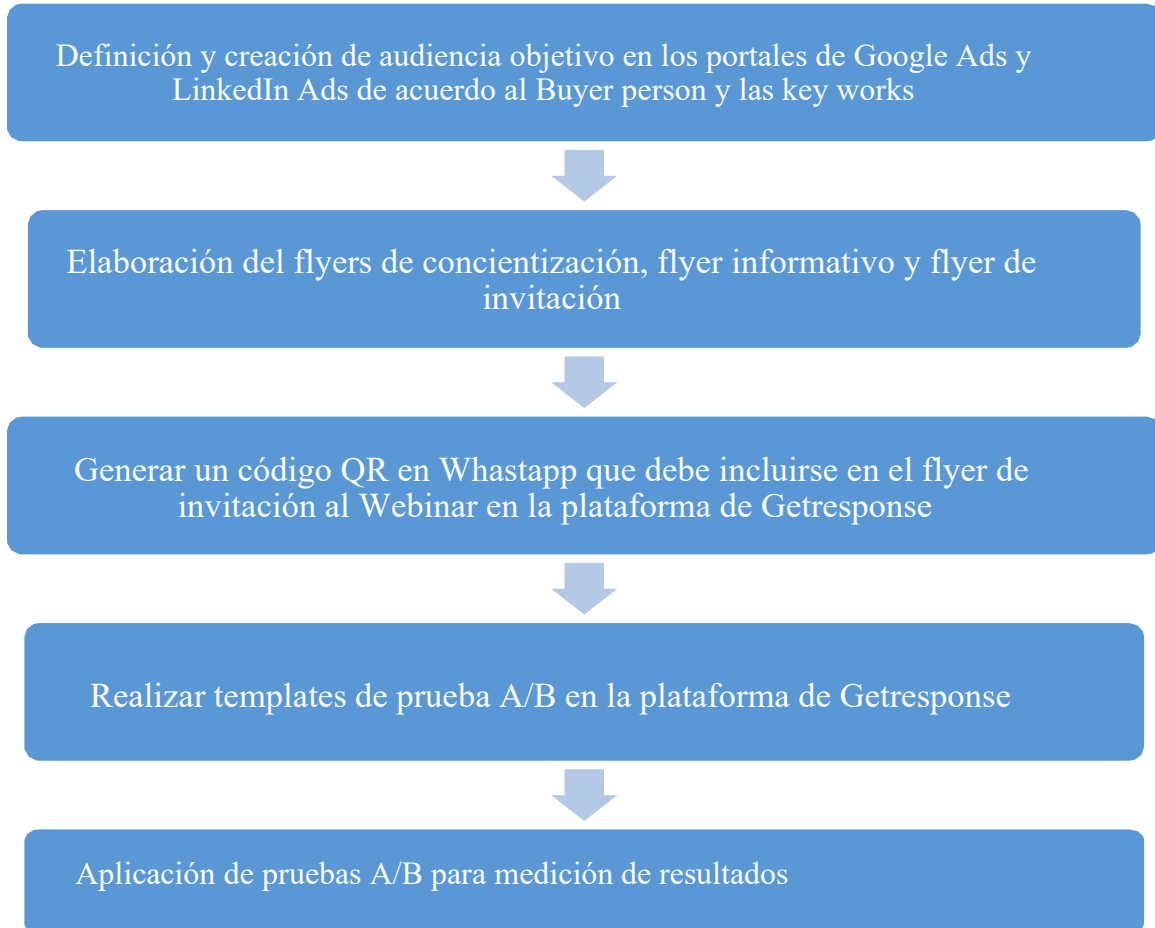 Definición y creación de audiencia objetivo en los portales de Google Ads y
LinkedIn Ads de acuerdo al Buyer person y las key works
Elaboración del flyers de concientización, flyer informativo y flyer de
invitación
Generar un código QR en Whastapp que debe incluirse en el flyer de
invitación al Webinar en la plataforma de Getresponse
Realizar templates de prueba A/B en la plataforma de Getresponse
Aplicación de pruebas A/B para medición de resultados